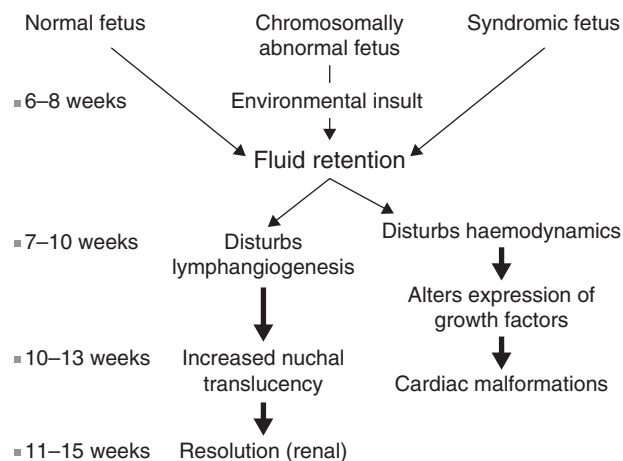 Normal fetus
Chromosomally
abnormal fetus
Syndromic fetus
6–8 weeks
Environmental insult
Fluid retention
7–10 weeks
Disturbs
lymphangiogenesis
Disturbs haemodynamics
Alters expression of
growth factors
10–13 weeks
Increased nuchal
translucency
Cardiac malformations
11–15 weeks
Resolution (renal)